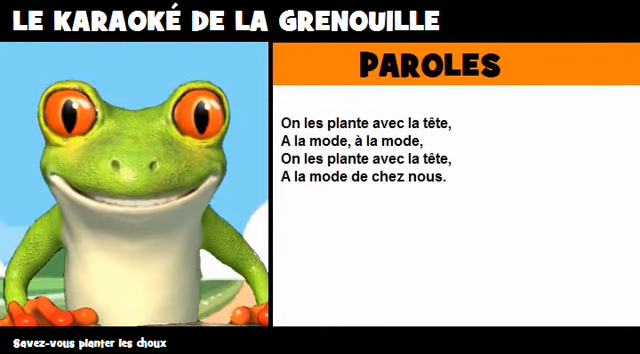 LE KARAOKÉ DE LA GRENOUILLE
PAROLES
On les plante avec la tête,
A la mode, à la mode,
On les plante avec la tête,
A la mode de chez nous.
Savez-vous planter les choux